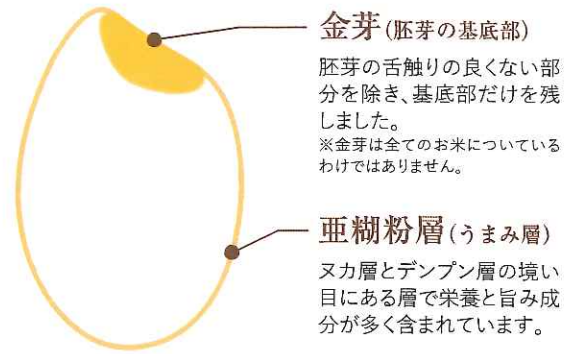 金芽(胚芽の基底部)
胚芽の舌触りの良くない部
分を除き、基底部だけを残
しました。
※金芽は全てのお米についている
わけではありません。
亜糊粉層(うまみ層)
ヌカ層とデンプン層の境い
目にある層で栄養と旨み成
分が多く含まれています。